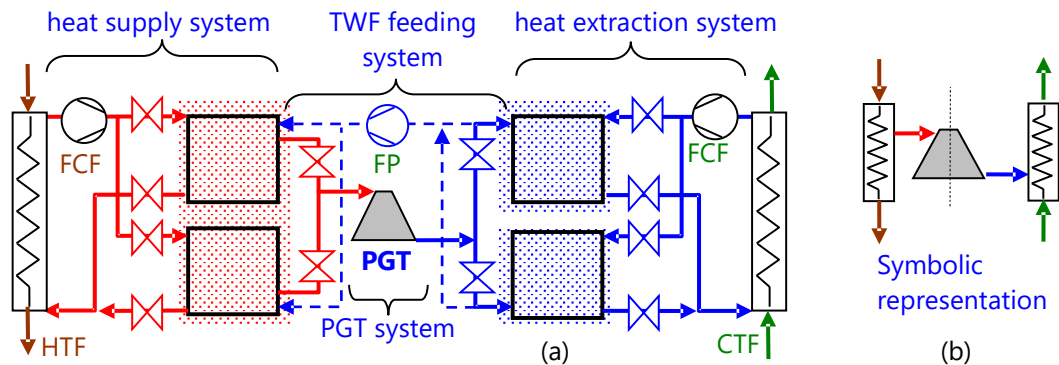 heat supply system
TWF feeding
system
heat extraction system
FCF
FP
FCF
PGT
PGT system
HTF
(a)
CTF
Symbolic
representation
(b)